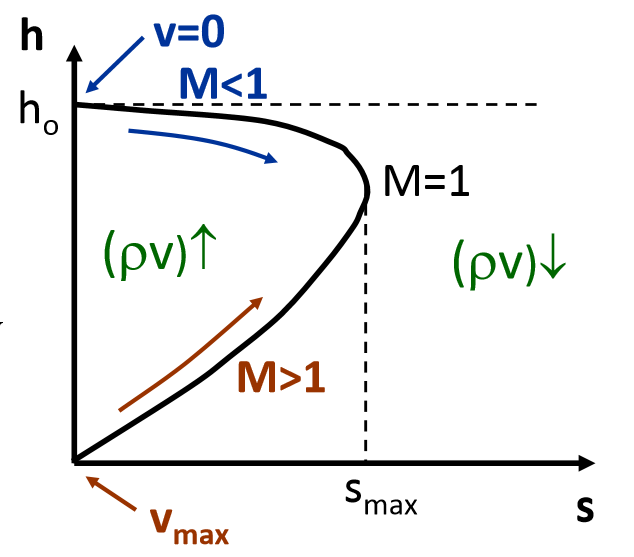 h
v=0
M<1
hₒ
M=1
(ρv)↑
(ρv)↓
M>1
sₘₐₓ
s
vₘₐₓ